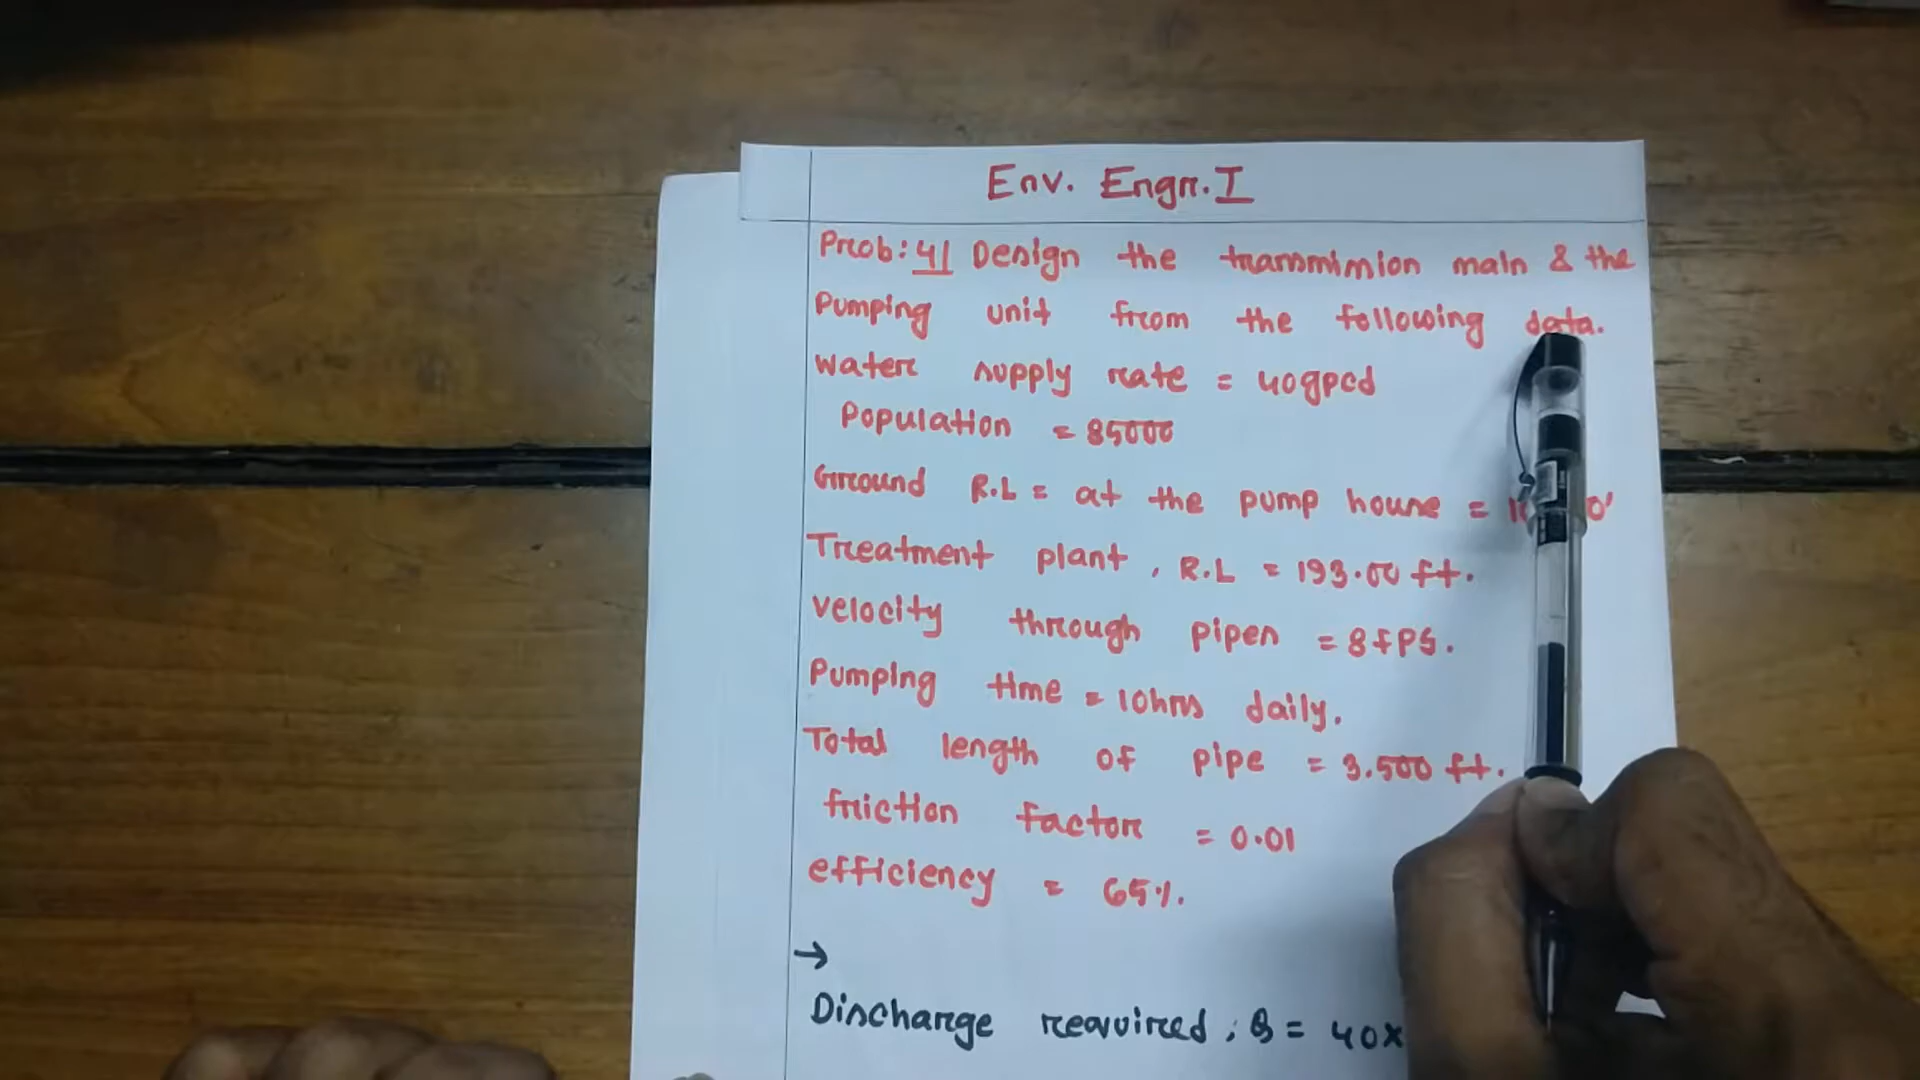 Env. Engr. I
Prob: 41 Design the transmission main & the
Pumping unit from the following data.
Water supply rate = 40gpcd
Population = 85000
Ground R.L = at the pump house =
Treatment plant, R.L = 193.00 ft.
Velocity through pipes = 8fPS.
Pumping time = 10hrs daily.
Total length of pipe = 3.500 ft.
friction factor = 0.01
efficiency = 65%.
→
Discharge required, Q = 40x